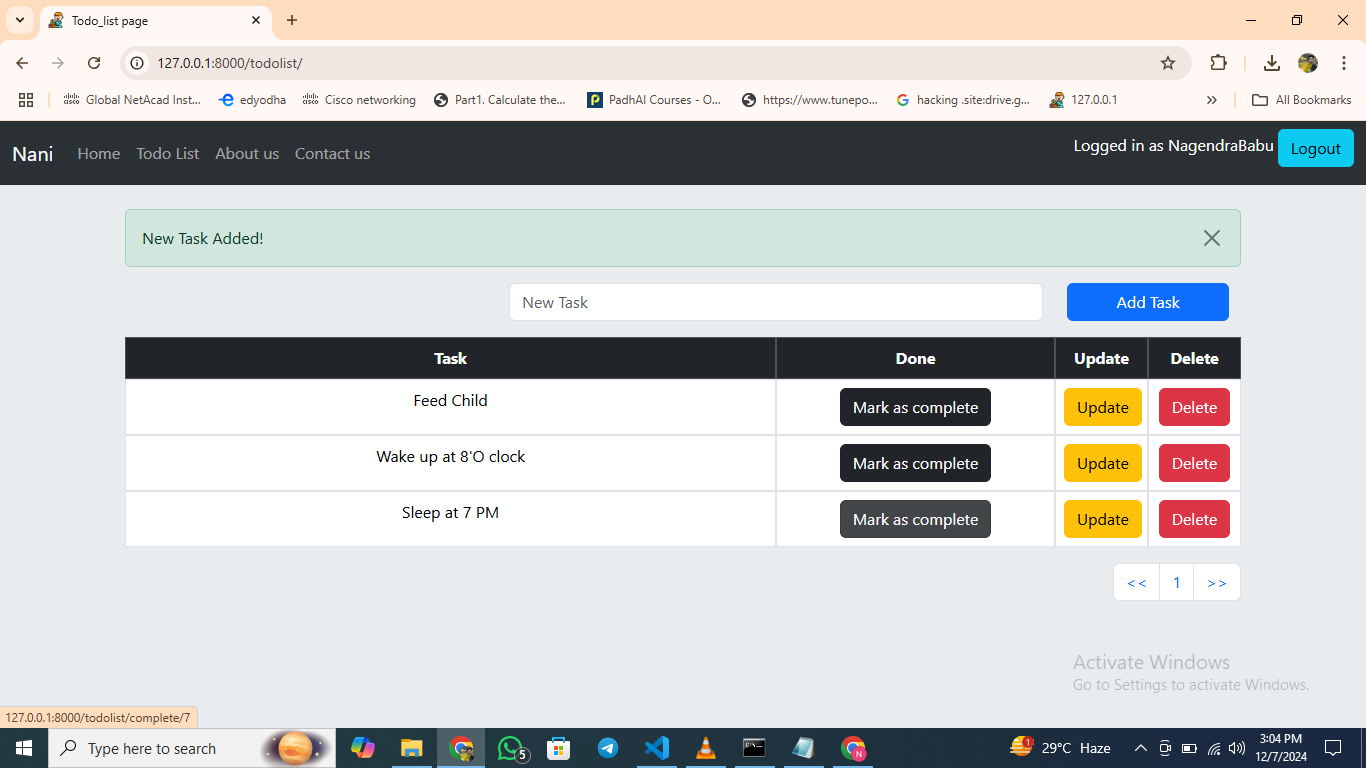 Todo_list page
127.0.0.1:8000/todolist/
Global NetAcad Inst... edyodha Cisco networking Part1. Calculate the... PadhAI Courses - O... https://www.tunepo... hacking .site:drive.g... 127.0.0.1 » All Bookmarks
Nani Home Todo List About us Contact us Logged in as NagendraBabu Logout
New Task Added!
New Task Add Task
Task Done Update Delete
Feed Child Mark as complete Update Delete
Wake up at 8'O clock Mark as complete Update Delete
Sleep at 7 PM Mark as complete Update Delete
<< 1 >>
Activate Windows
Go to Settings to activate Windows.
127.0.0.1:8000/todolist/complete/7
Type here to search 5 1 29°C Haze 3:04 PM
12/7/2024